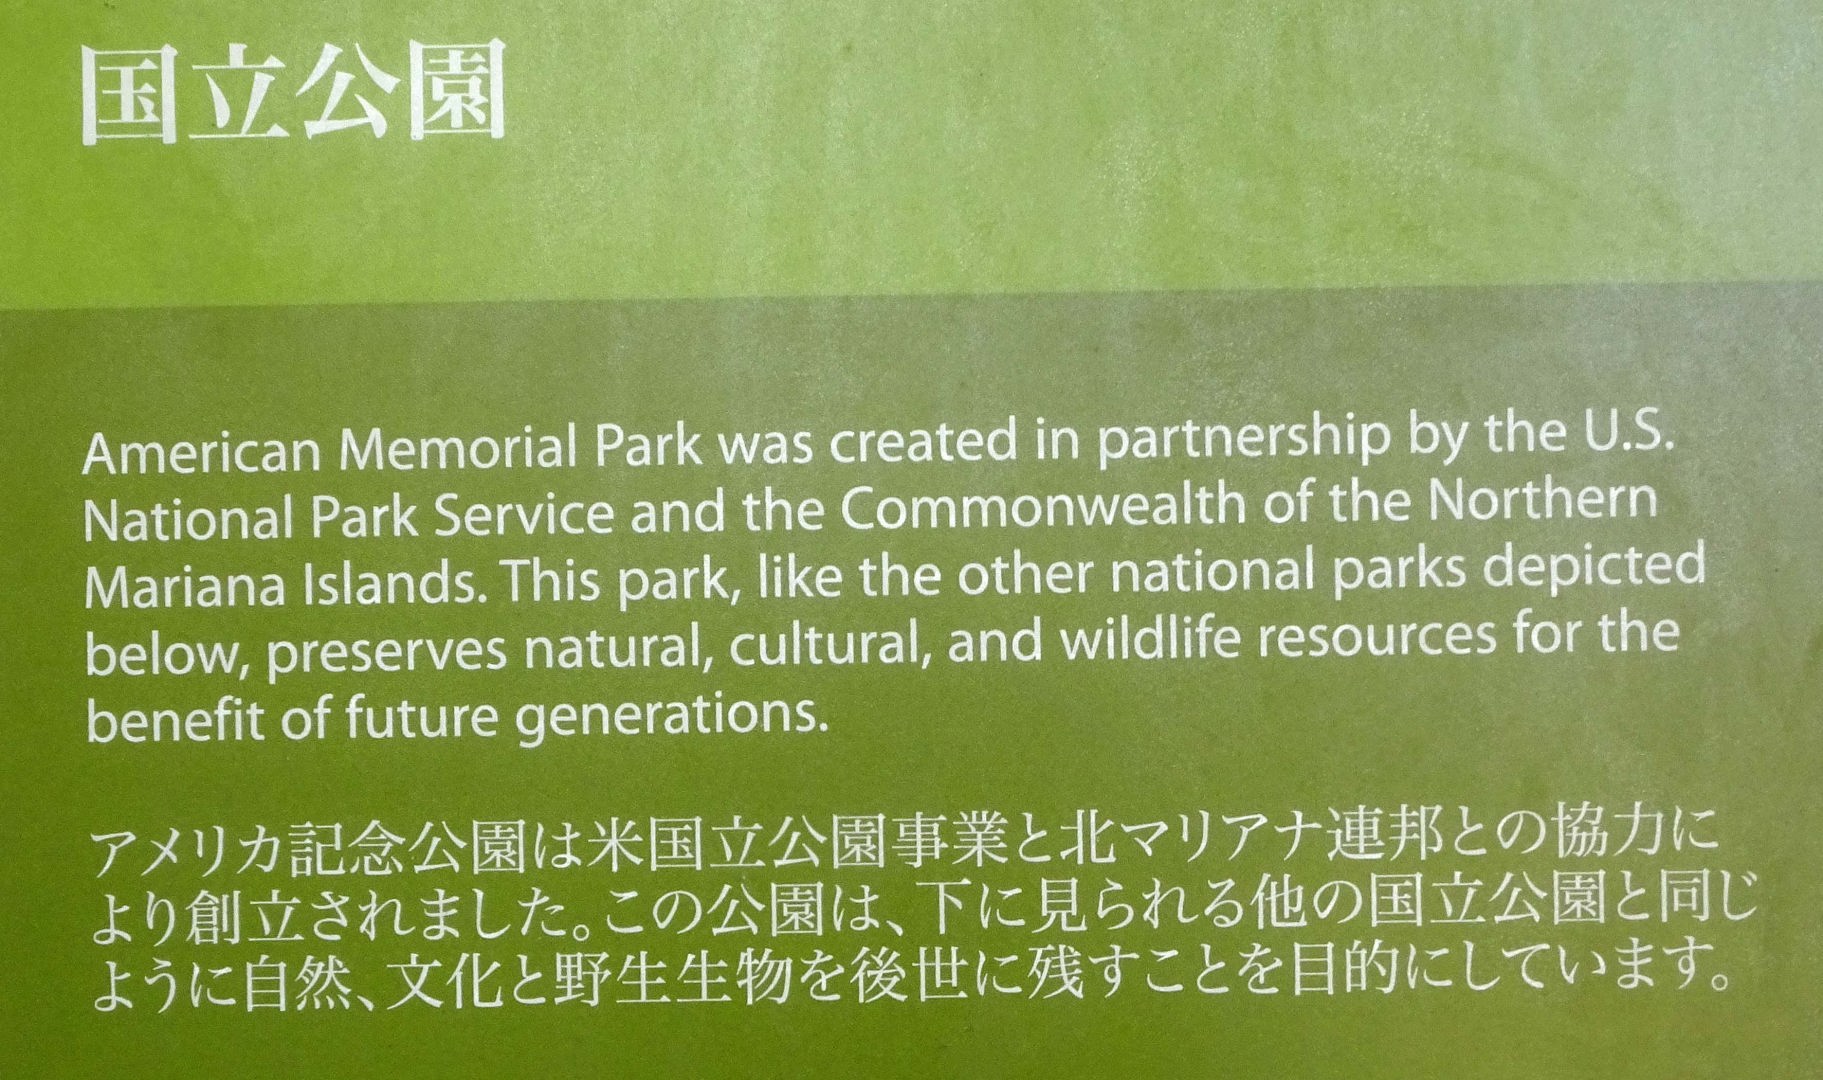 国立公園
American Memorial Park was created in partnership by the U.S.
National Park Service and the Commonwealth of the Northern
Mariana Islands. This park, like the other national parks depicted
below, preserves natural, cultural, and wildlife resources for the
benefit of future generations.
アメリカ記念公園は米国立公園事業と北マリアナ連邦との協力に
より創立されました。この公園は、下に見られる他の国立公園と同じ
ように自然、文化と野生生物を後世に残すことを目的にしています。